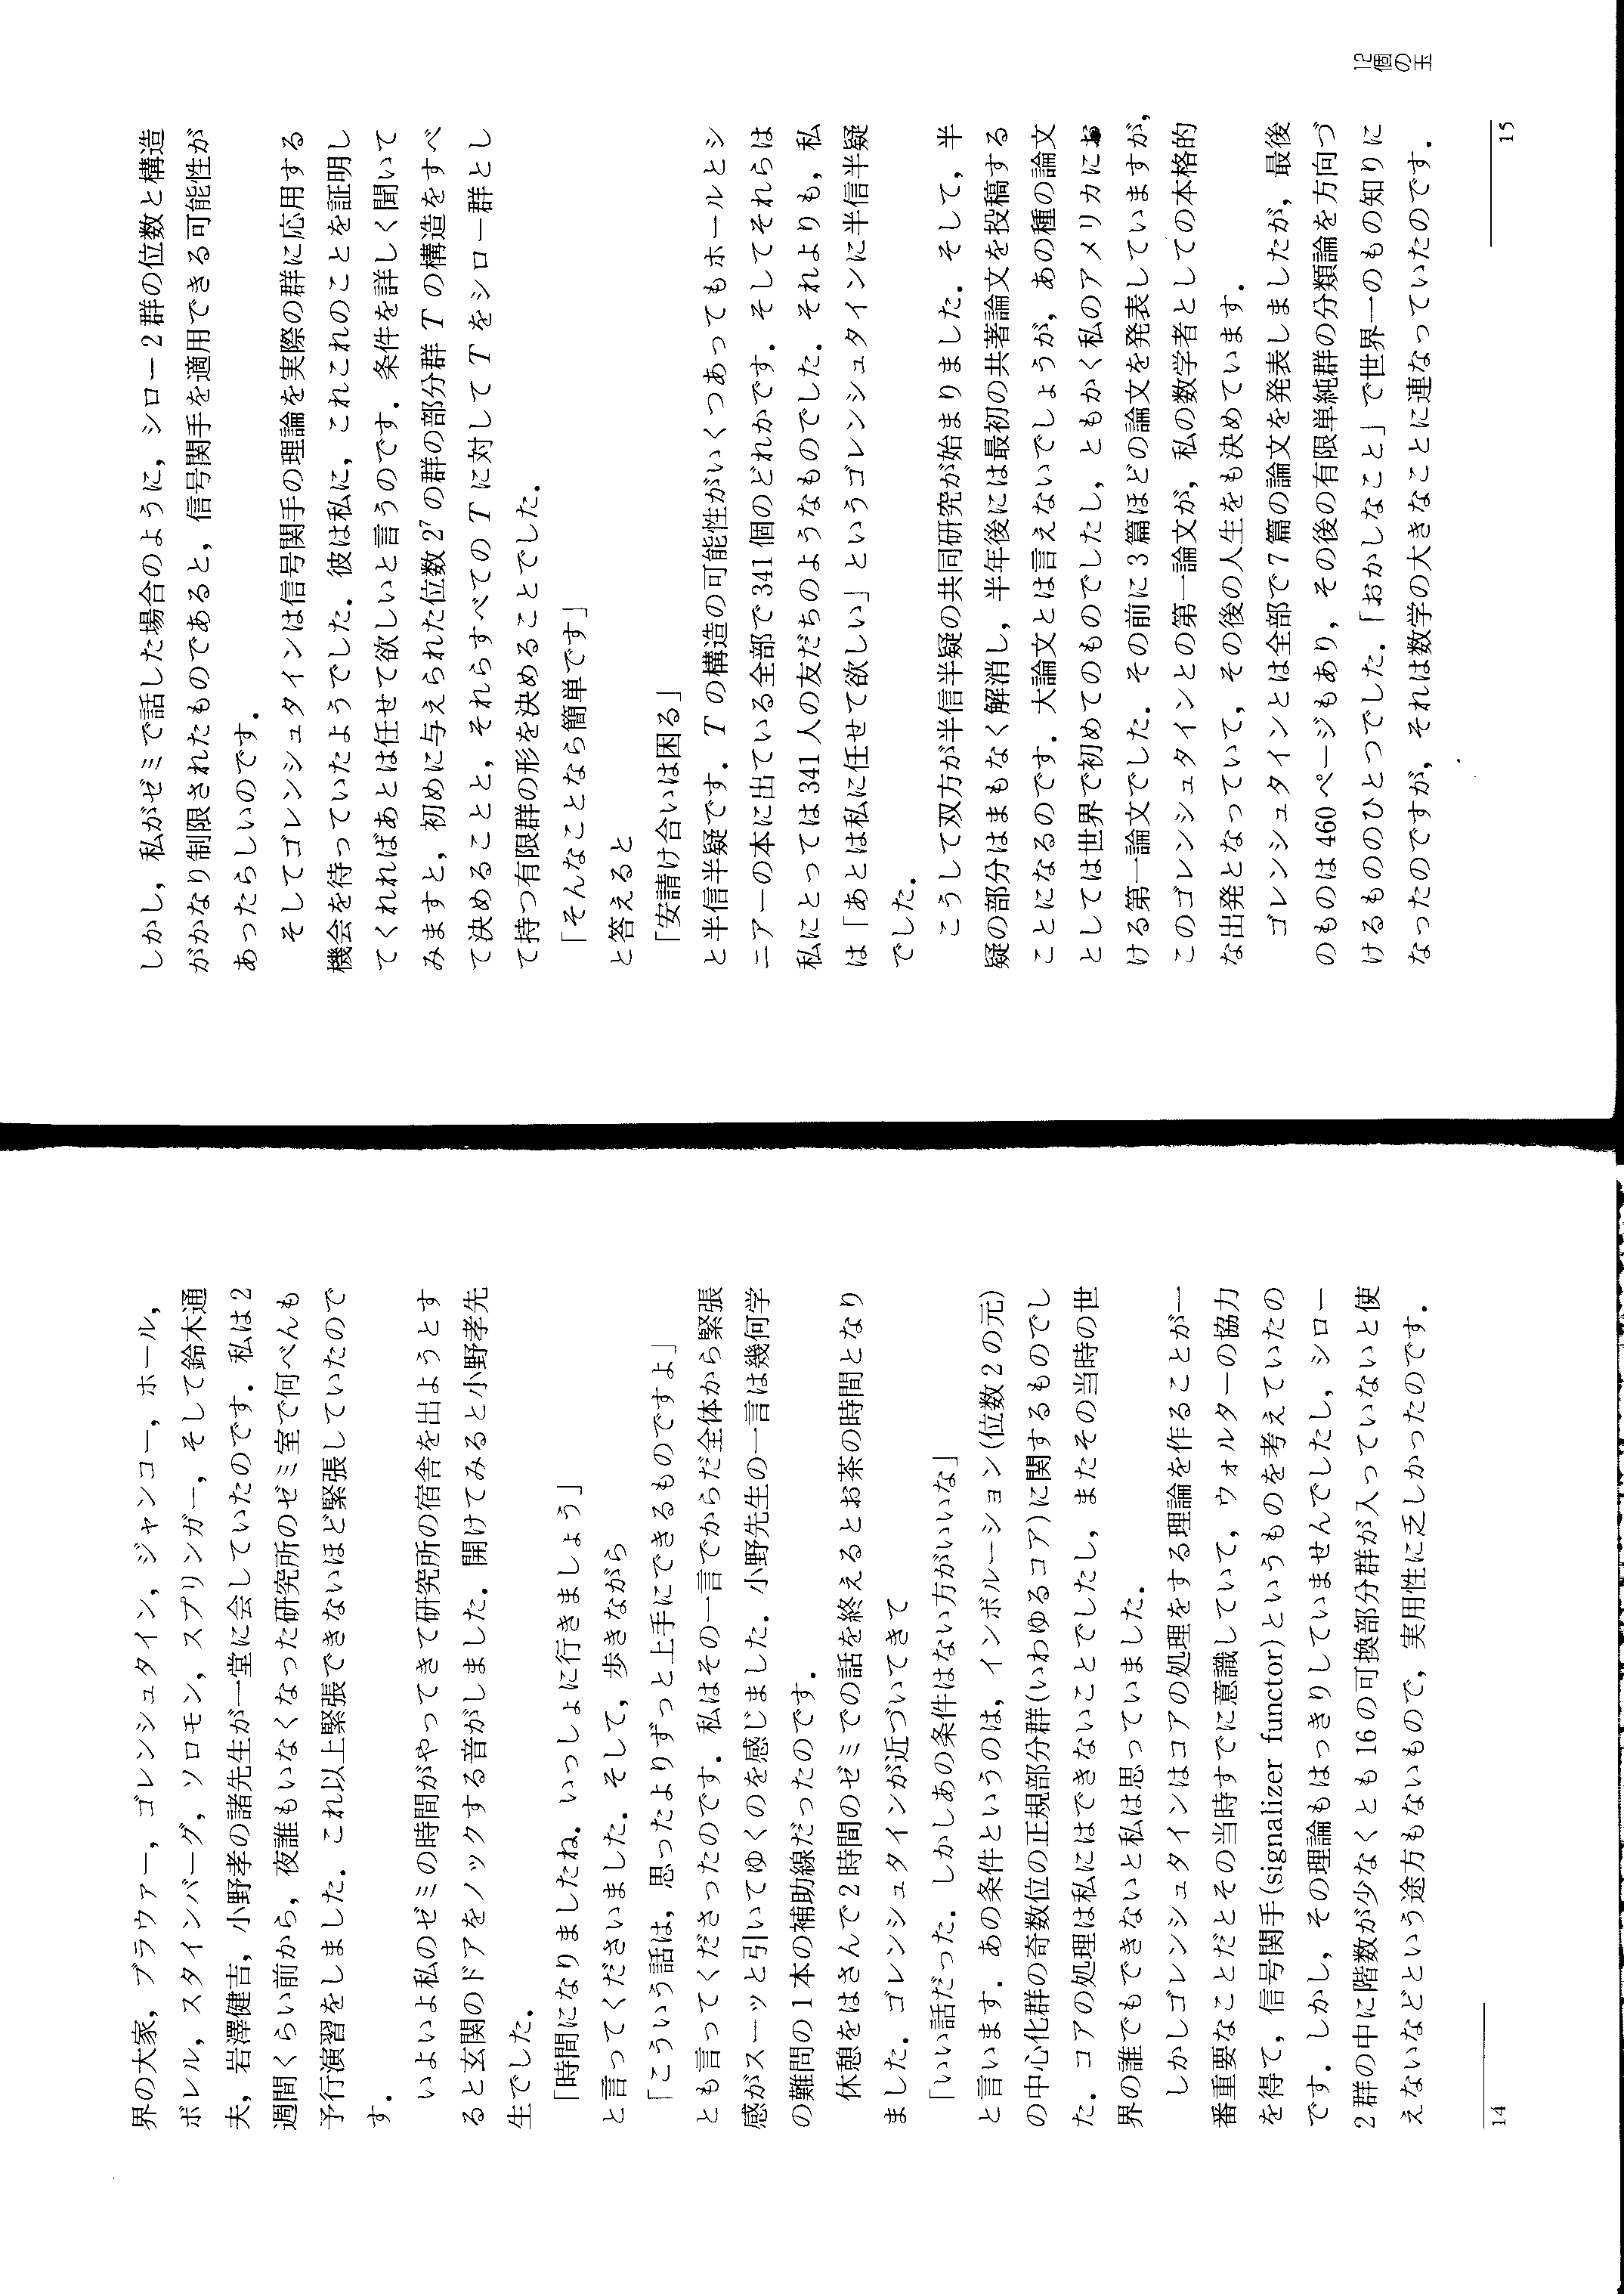 界の大家，ブラウァー，ゴレンシュタイン，ジャンコー，ホール，
ボレル，スタインバーグ，ソロモン，スプリンガー，そして鈴木通
夫，岩澤健吉，小野孝の諸先生が一堂に会していたのです．私は2
週間くらい前から，夜誰もいなくなった研究所のゼミ室で何べんも
予行演習をしました．これ以上緊張できないほど緊張していたので
す．
いよいよ私のゼミの時間がやってきて研究所の宿舎を出ようとす
ると玄関のドアをノックする音がしました．開けてみると小野孝先
生でした．
「時間になりましたね．いっしょに行きましょう」
と言ってくださいました．そして，歩きながら
「こういう話は，思ったよりずっと上手にできるものですよ」
とも言ってくださったのです．私はその一言でからだ全体から緊張
感がスーッと引いてゆくのを感じました．小野先生の一言は幾何学
の難問の1本の補助線だったのです．
休憩をはさんで2時間のゼミでの話を終えるとお茶の時間となり
ました．ゴレンシュタインが近づいてきて
「いい話だった．しかしあの条件はない方がいいな」
と言います．あの条件というのは，インボルーション(位数2の元)
の中心化群の奇数位の正規部分群(いわゆるコア)に関するものでし
た．コアの処理は私にはできないことでしたし，またその当時の世
界の誰でもできないと私は思っていました．
しかしゴレンシュタインはコアの処理をする理論を作ることが一
番重要なことだとその当時すでに意識していて，ウォルターの協力
を得て，信号関手(signalizer functor)というものを考えていたの
です．しかし，その理論もはっきりしていませんでしたし，シロー
2群の中に階数が少なくとも16の可換部分群が入っていないと使
えないなどという途方もないもので，実用性に乏しかったのです．
14
しかし，私がゼミで話した場合のように，シロー2群の位数と構造
がかなり制限されたものであると，信号関手を適用できる可能性が
あったらしいのです．
そしてゴレンシュタインは信号関手の理論を実際の群に応用する
機会を待っていたようでした．彼は私に，これこれのことを証明し
てくれればあとは任せて欲しいと言うのです．条件を詳しく聞いて
みますと，初めに与えられた位数2⁷の群の部分群Tの構造をすべ
て決めることと，それらすべてのTに対してTをシロー群とし
て持つ有限群の形を決めることでした．
「そんなことなら簡単です」
と答えると
「安請け合いは困る」
と半信半疑です．Tの構造の可能性がいくつあってもホールとシ
ニアーの本に出ている全部で341個のどれかです．そしてそれらは
私にとっては341人の友だちのようなものでした．それよりも，私
は「あとは私に任せて欲しい」というゴレンシュタインに半信半疑
でした．
こうして双方が半信半疑の共同研究が始まりました．そして，半
疑の部分はまもなく解消し，半年後には最初の共著論文を投稿する
ことになるのです．大論文とは言えないでしょうが，あの種の論文
としては世界で初めてのものでしたし，ともかく私のアメリカにお
ける第一論文でした．その前に3篇ほどの論文を発表していますが，
このゴレンシュタインとの第一論文が，私の数学者としての本格的
な出発となっていて，その後の人生をも決めています．
ゴレンシュタインとは全部で7篇の論文を発表しましたが，最後
のものは460ページもあり，その後の有限単純群の分類論を方向づ
けるもののひとつでした．「おかしなこと」で世界一のもの知りに
なったのですが，それは数学の大きなことに連なっていたのです．
12個の玉
15